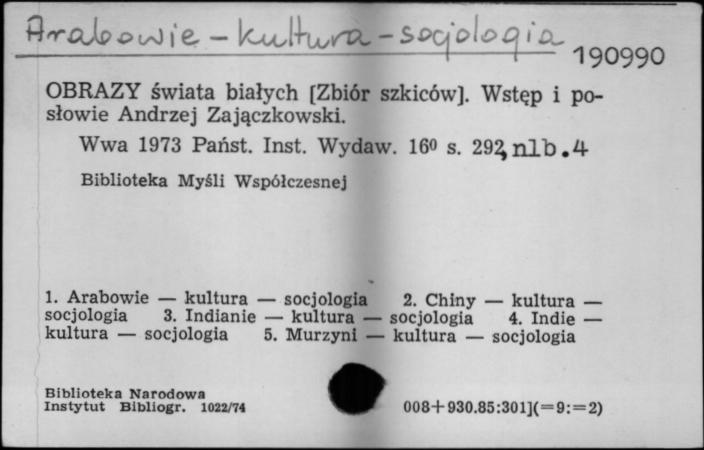 Arabowie - kultura - socjologia
190990
OBRAZY świata białych [Zbiór szkiców]. Wstęp i po-
słowie Andrzej Zajączkowski.
Wwa 1973 Państ. Inst. Wydaw. 16⁰ s. 292, nlb.4
Biblioteka Myśli Współczesnej
1. Arabowie — kultura — socjologia 2. Chiny — kultura —
socjologia 3. Indianie — kultura — socjologia 4. Indie —
kultura — socjologia 5. Murzyni — kultura — socjologia
Biblioteka Narodowa
Instytut Bibliogr. 1022/74
008+930.85:301](=9:=2)